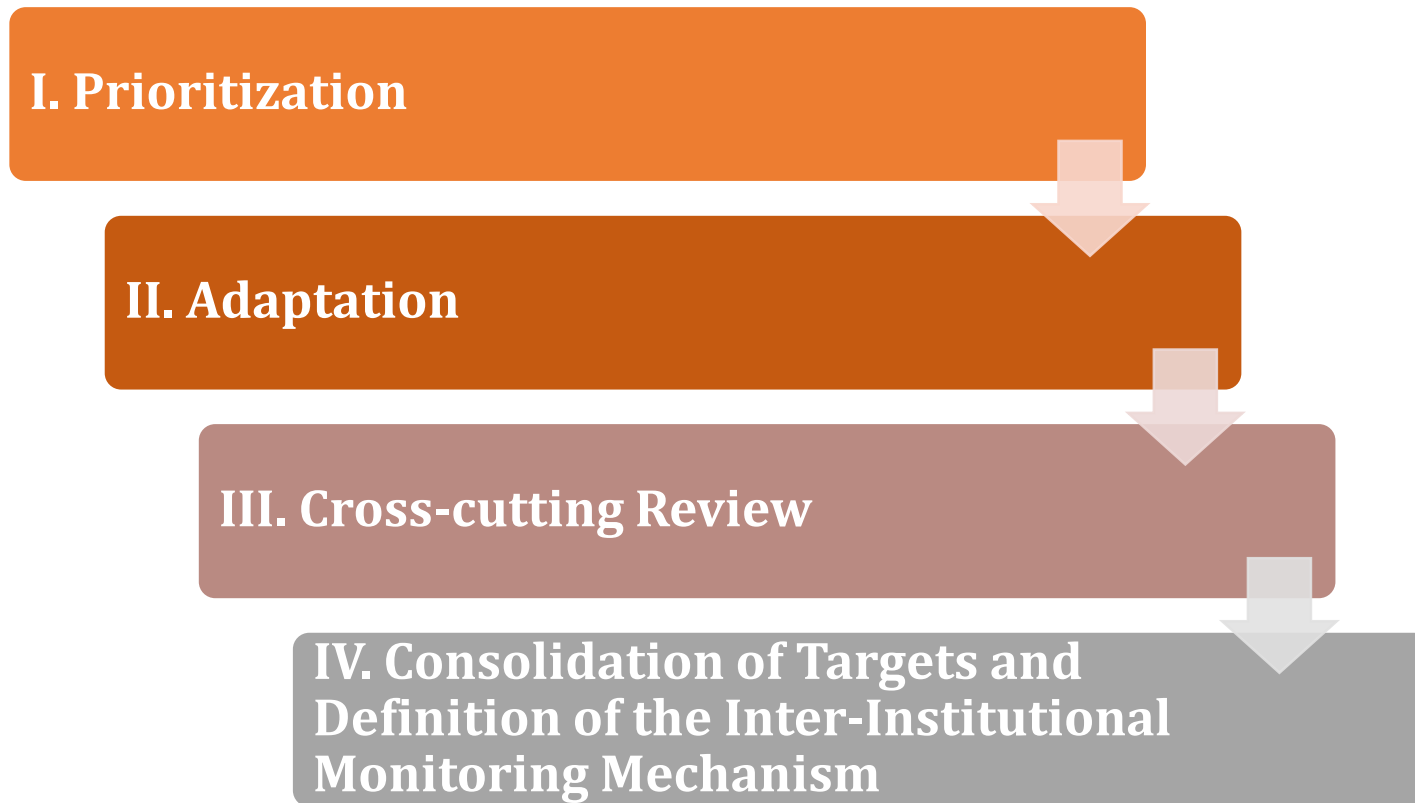 I. Prioritization
II. Adaptation
III. Cross-cutting Review
IV. Consolidation of Targets and
Definition of the Inter-Institutional
Monitoring Mechanism